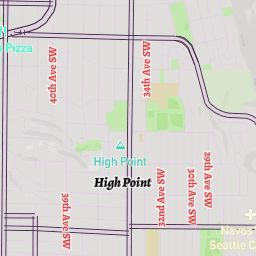 Pizza
40th Ave SW
34th Ave SW
High Point
High Point
39th Ave SW
32nd Ave SW
30th Ave SW
29th Ave SW
Navos
Seattle C